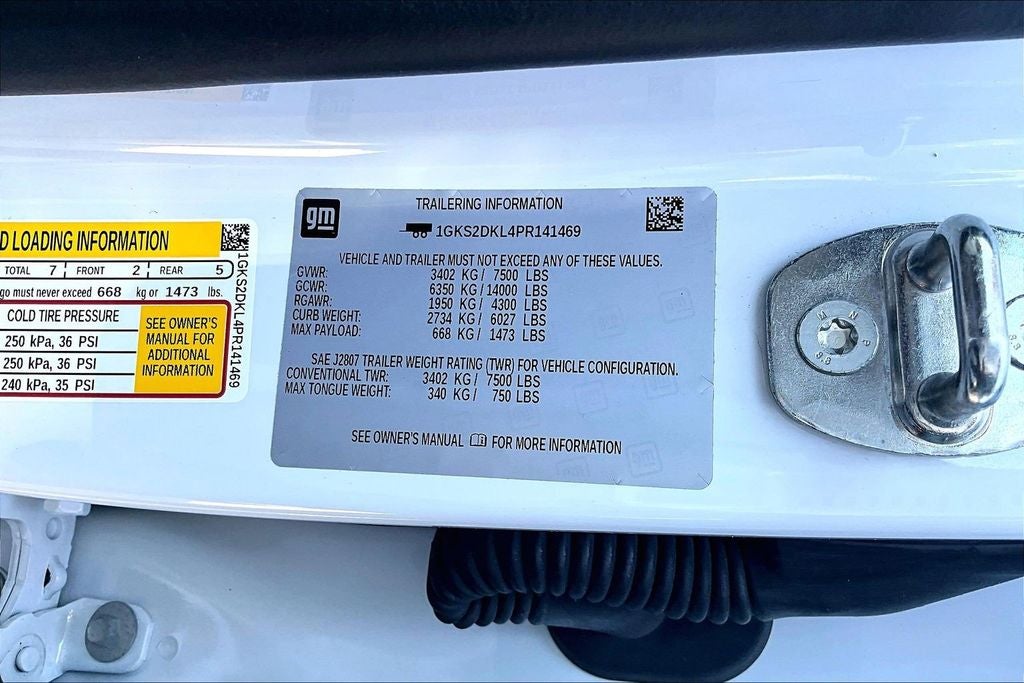 D LOADING INFORMATION
TOTAL 7 FRONT 2 REAR 5
go must never exceed 668 kg or 1473 lbs.
COLD TIRE PRESSURE
250 kPa, 36 PSI
250 kPa, 36 PSI
240 kPa, 35 PSI
SEE OWNER'S
MANUAL FOR
ADDITIONAL
INFORMATION
1GKS2DKL4PR141469
gm
TRAILERING INFORMATION
1GKS2DKL4PR141469
VEHICLE AND TRAILER MUST NOT EXCEED ANY OF THESE VALUES.
GVWR: 3402 KG / 7500 LBS
GCWR: 6350 KG / 14000 LBS
RGAWR: 1950 KG / 4300 LBS
CURB WEIGHT: 2734 KG / 6027 LBS
MAX PAYLOAD: 668 KG / 1473 LBS
SAE J2807 TRAILER WEIGHT RATING (TWR) FOR VEHICLE CONFIGURATION.
CONVENTIONAL TWR: 3402 KG / 7500 LBS
MAX TONGUE WEIGHT: 340 KG / 750 LBS
SEE OWNER'S MANUAL FOR MORE INFORMATION